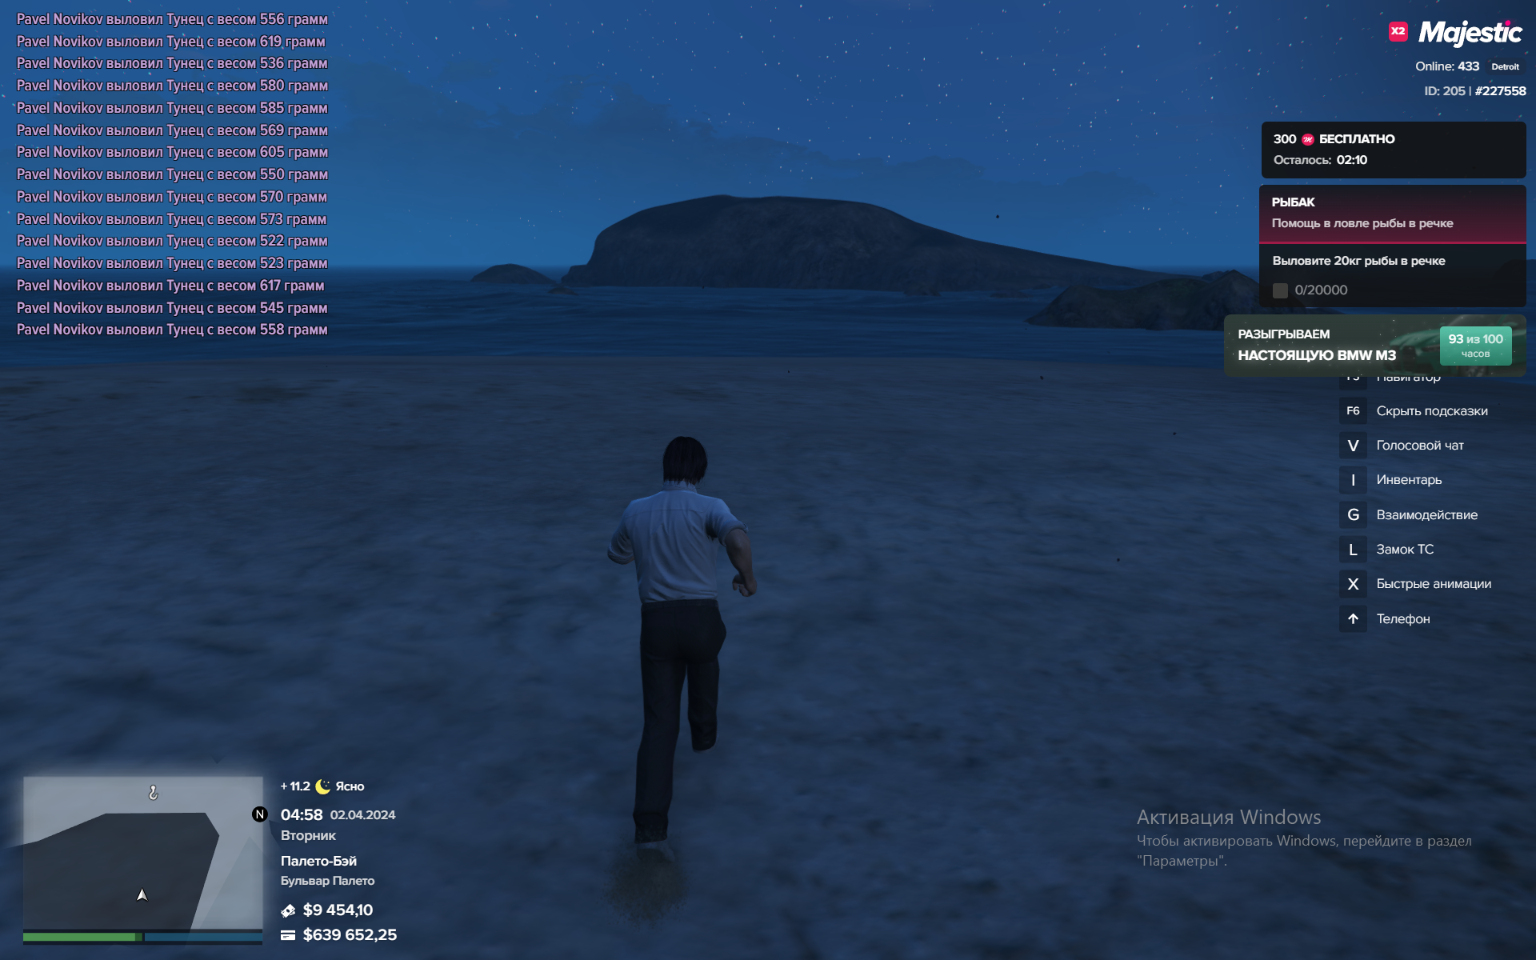 Pavel Novikov выловил Тунец с весом 556 грамм
Pavel Novikov выловил Тунец с весом 619 грамм
Pavel Novikov выловил Тунец с весом 536 грамм
Pavel Novikov выловил Тунец с весом 580 грамм
Pavel Novikov выловил Тунец с весом 585 грамм
Pavel Novikov выловил Тунец с весом 569 грамм
Pavel Novikov выловил Тунец с весом 605 грамм
Pavel Novikov выловил Тунец с весом 550 грамм
Pavel Novikov выловил Тунец с весом 570 грамм
Pavel Novikov выловил Тунец с весом 573 грамм
Pavel Novikov выловил Тунец с весом 522 грамм
Pavel Novikov выловил Тунец с весом 523 грамм
Pavel Novikov выловил Тунец с весом 617 грамм
Pavel Novikov выловил Тунец с весом 545 грамм
Pavel Novikov выловил Тунец с весом 558 грамм
X2 Majestic
Online: 433 Detroit
ID: 205 | #227558
300 БЕСПЛАТНО
Осталось: 02:10
РЫБАК
Помощь в ловле рыбы в речке
Выловите 20кг рыбы в речке
0/20000
РАЗЫГРЫВАЕМ
НАСТОЯЩУЮ BMW M3
93 из 100
часов
Навигатор
F6 Скрыть подсказки
V Голосовой чат
I Инвентарь
G Взаимодействие
L Замок ТС
X Быстрые анимации
Телефон
N
+ 11.2 Ясно
04:58 02.04.2024
Вторник
Палето-Бэй
Бульвар Палето
$9 454,10
$639 652,25
Активация Windows
Чтобы активировать Windows, перейдите в раздел
"Параметры".